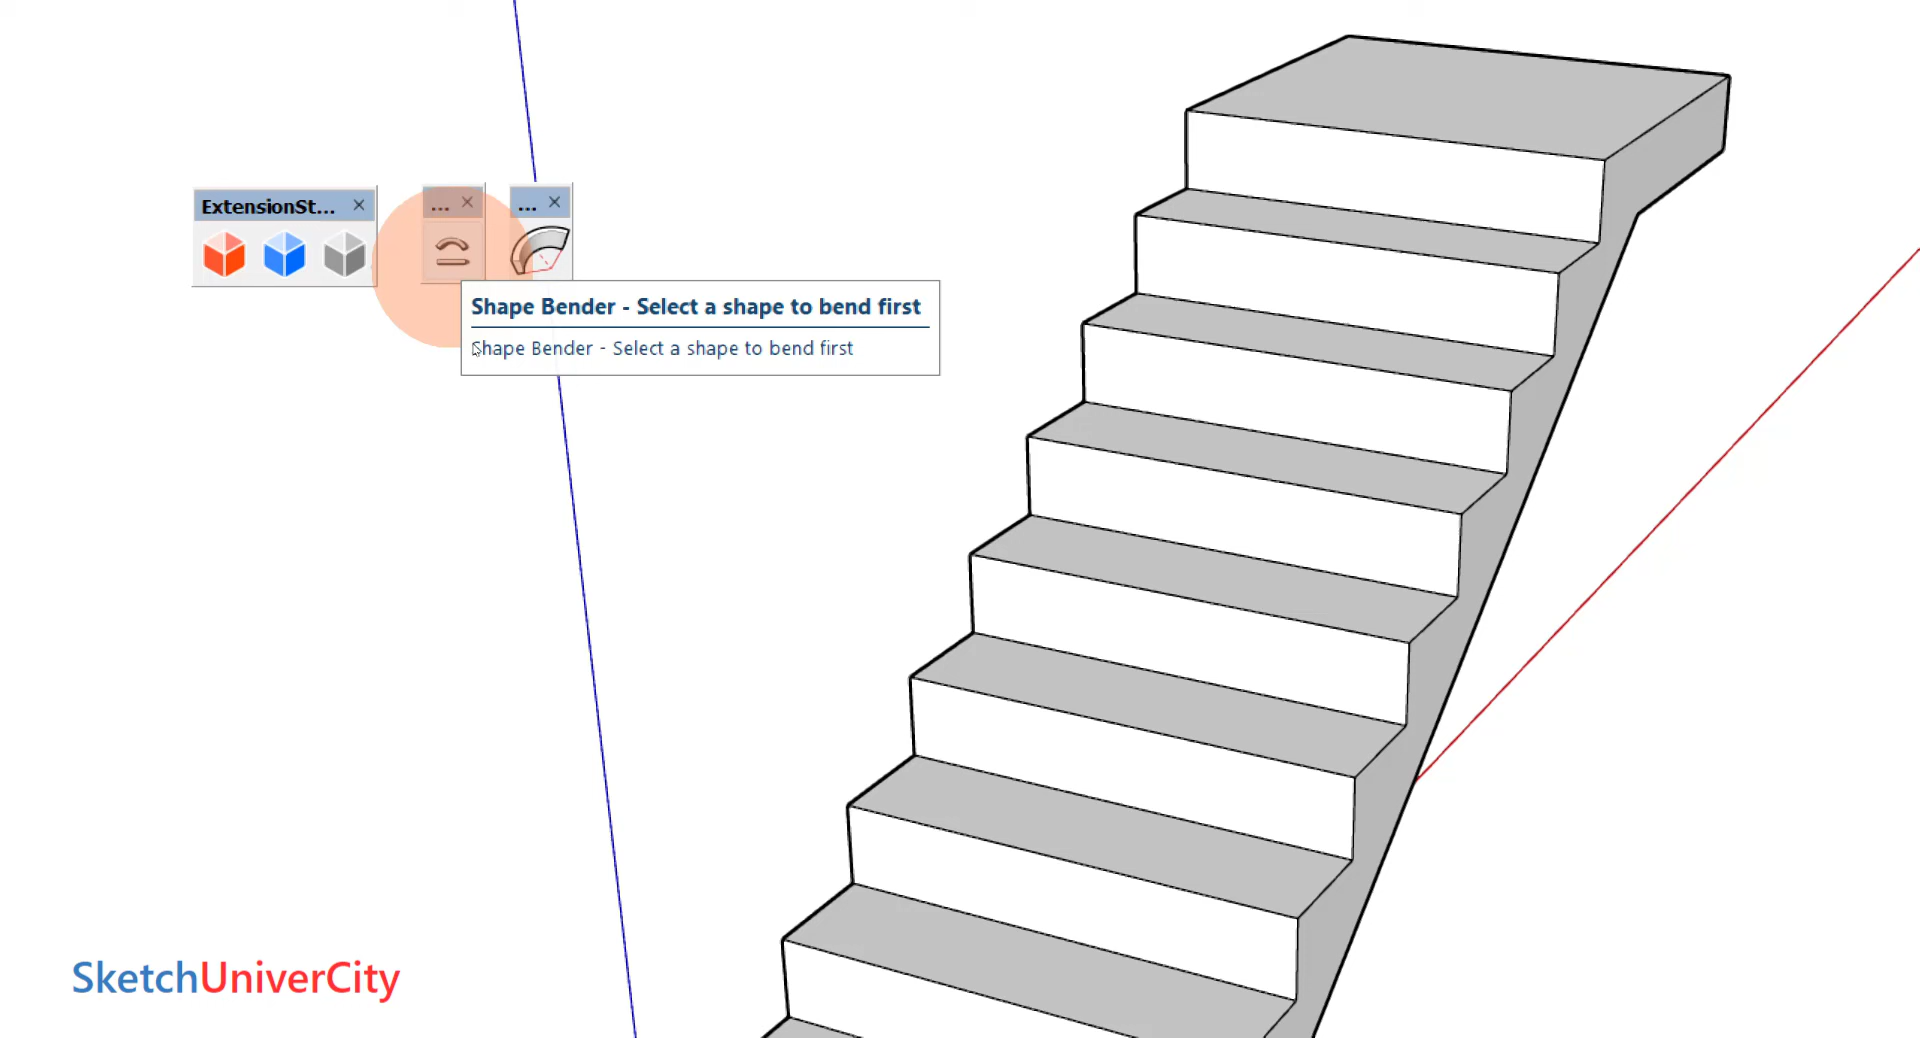 ExtensionSt...
...
...
Shape Bender - Select a shape to bend first
Shape Bender - Select a shape to bend first
SketchUniverCity